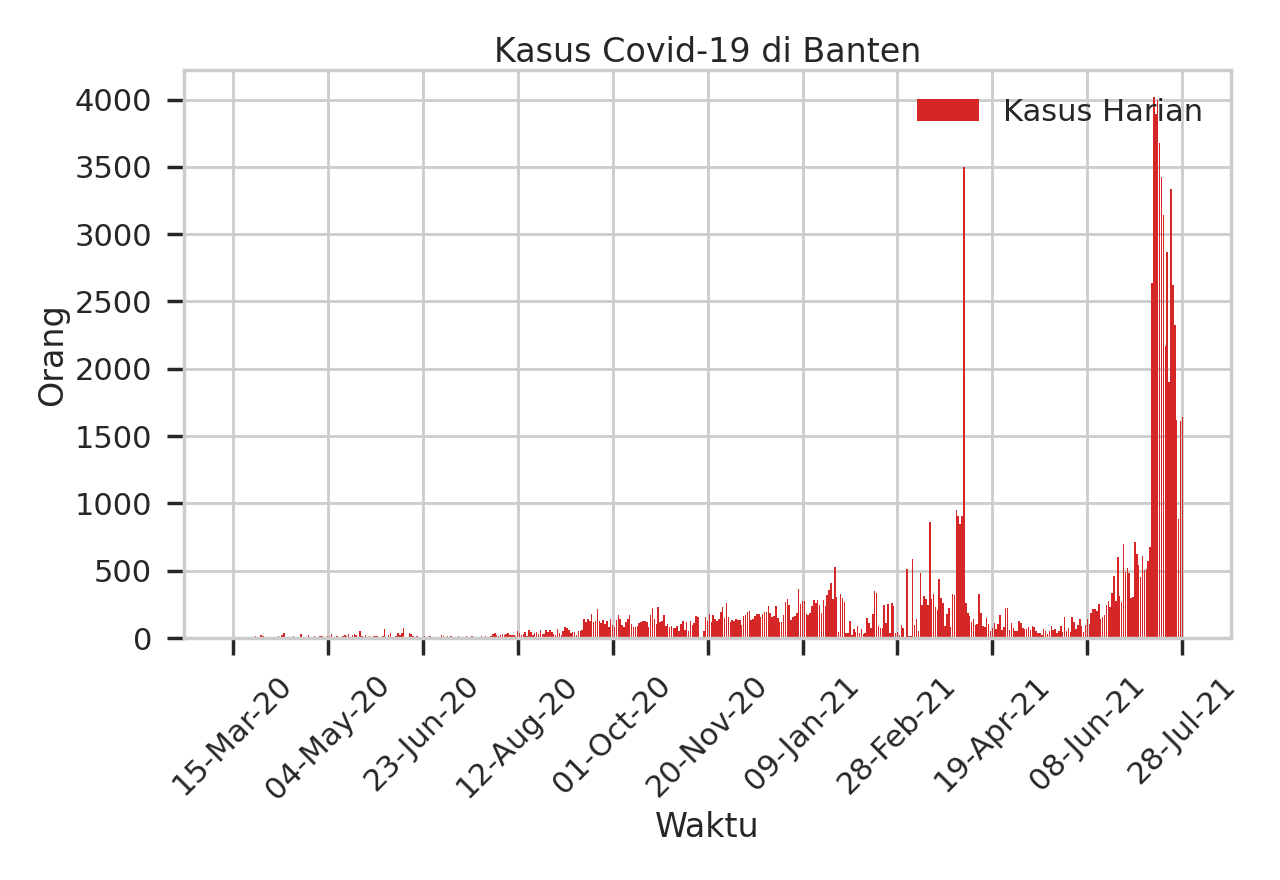 Kasus Covid-19 di Banten
Kasus Harian
Orang
4000
3500
3000
2500
2000
1500
1000
500
0
15-Mar-20
04-May-20
23-Jun-20
12-Aug-20
01-Oct-20
20-Nov-20
09-Jan-21
28-Feb-21
19-Apr-21
08-Jun-21
28-Jul-21
Waktu